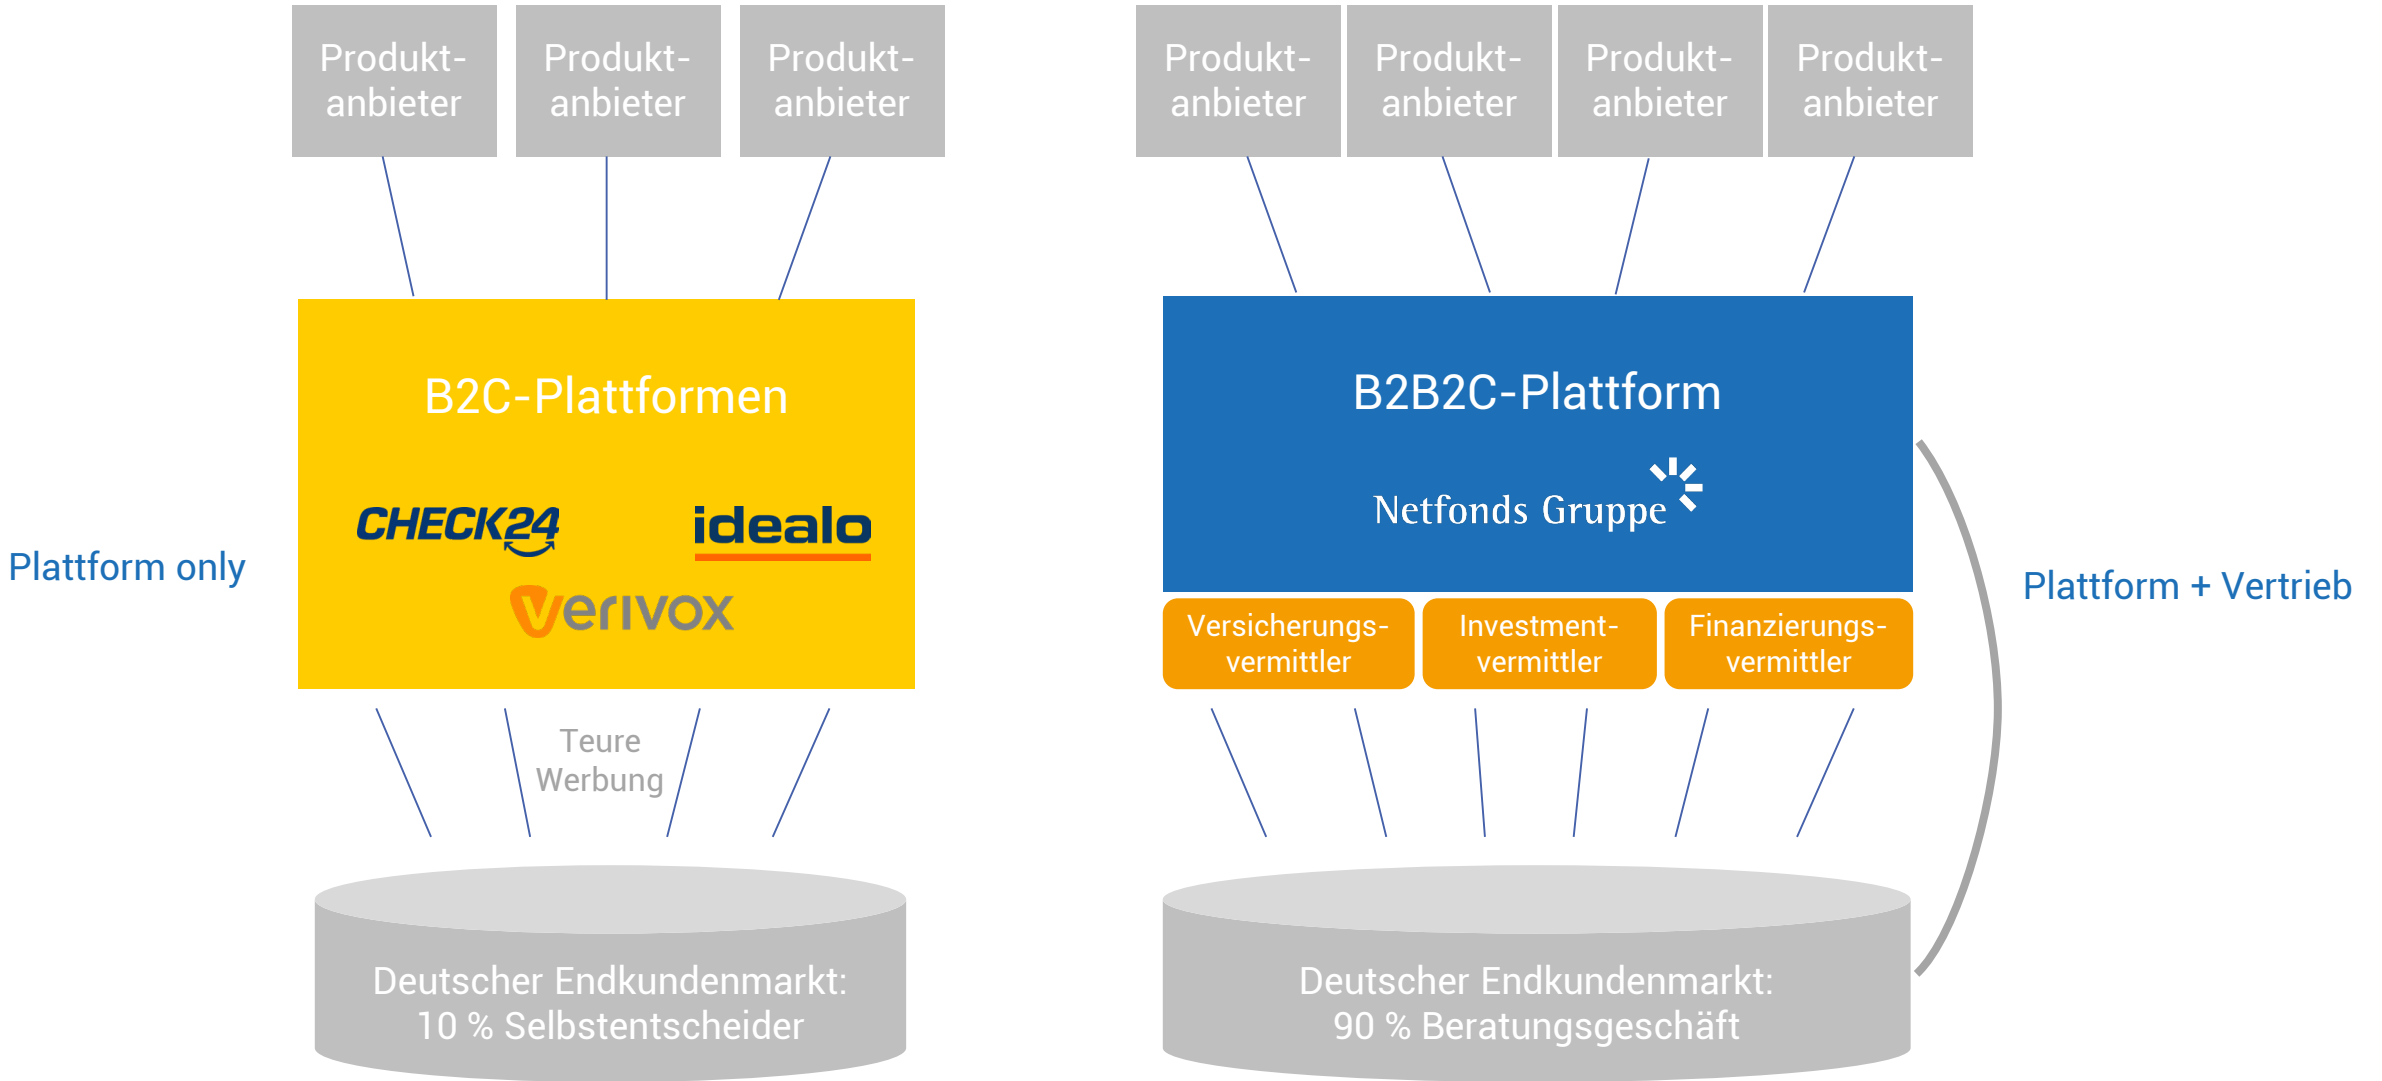 Produkt-
anbieter
Produkt-
anbieter
Produkt-
anbieter
B2C-Plattformen
CHECK24
idealo
Verivox
Plattform only
Teure
Werbung
Deutscher Endkundenmarkt:
10 % Selbstentscheider
Produkt-
anbieter
Produkt-
anbieter
Produkt-
anbieter
Produkt-
anbieter
B2B2C-Plattform
Netfonds Gruppe
Versicherungs-
vermittler
Investment-
vermittler
Finanzierungs-
vermittler
Plattform + Vertrieb
Deutscher Endkundenmarkt:
90 % Beratungsgeschäft